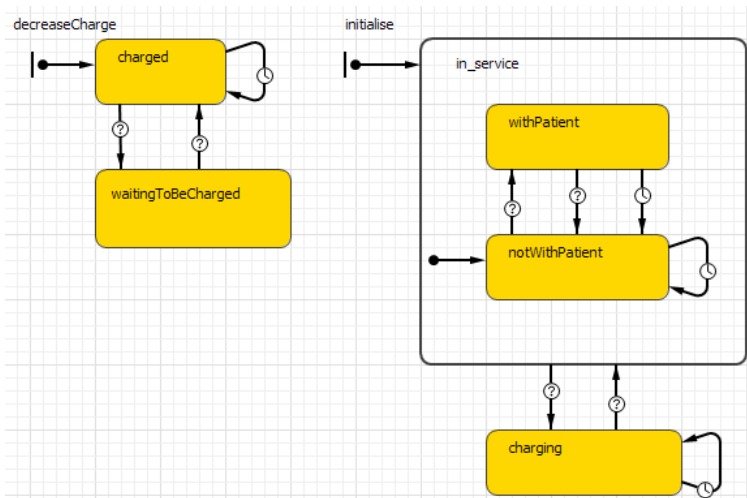 decreaseCharge
initialise
charged
in_service
withPatient
waitingToBeCharged
notWithPatient
charging